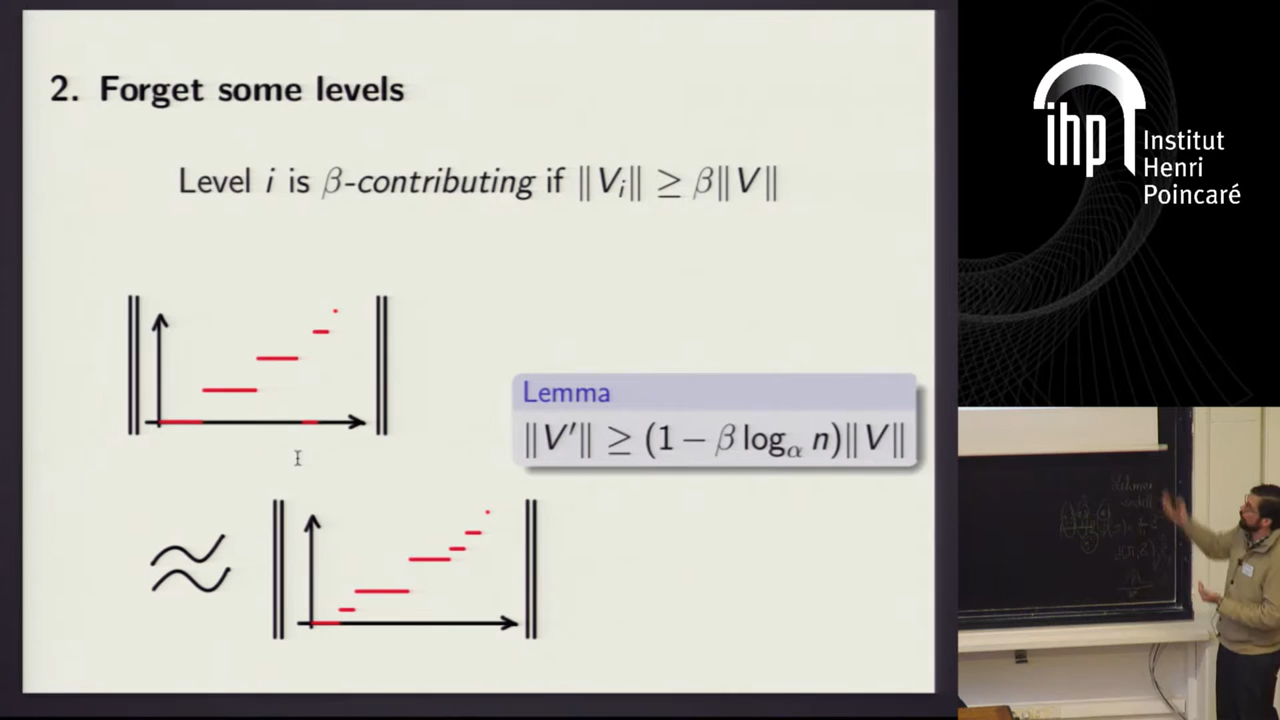 2. Forget some levels
Level i is β-contributing if ‖V_i‖ ≥ β‖V‖
Lemma
‖V′‖ ≥ (1 − β log_α n)‖V‖
ihp
Institut
Henri
Poincaré